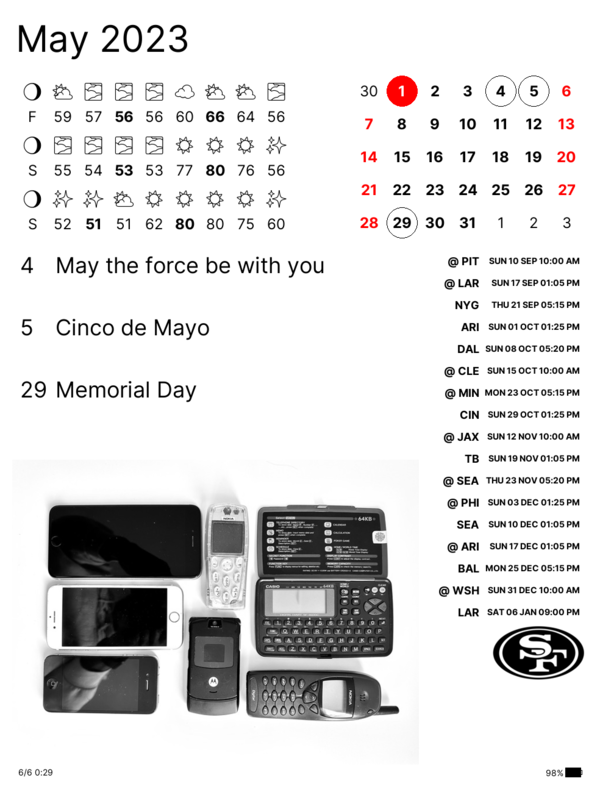 May 2023
F 59 57 56 56 60 66 64 56
S 55 54 53 53 77 80 76 56
S 52 51 51 62 80 80 75 60
30 1 2 3 4 5 6
7 8 9 10 11 12 13
14 15 16 17 18 19 20
21 22 23 24 25 26 27
28 29 30 31 1 2 3
4 May the force be with you
5 Cinco de Mayo
29 Memorial Day
@ PIT SUN 10 SEP 10:00 AM
@ LAR SUN 17 SEP 01:05 PM
NYG THU 21 SEP 05:15 PM
ARI SUN 01 OCT 01:25 PM
DAL SUN 08 OCT 05:20 PM
@ CLE SUN 15 OCT 10:00 AM
@ MIN MON 23 OCT 05:15 PM
CIN SUN 29 OCT 01:25 PM
@ JAX SUN 12 NOV 10:00 AM
TB SUN 19 NOV 01:05 PM
@ SEA THU 23 NOV 05:20 PM
@ PHI SUN 03 DEC 01:25 PM
SEA SUN 10 DEC 01:05 PM
@ ARI SUN 17 DEC 01:05 PM
BAL MON 25 DEC 05:15 PM
@ WSH SUN 31 DEC 10:00 AM
LAR SAT 06 JAN 09:00 PM
SF
NOKIA
64KB
CASIO
6/6 0:29
98%